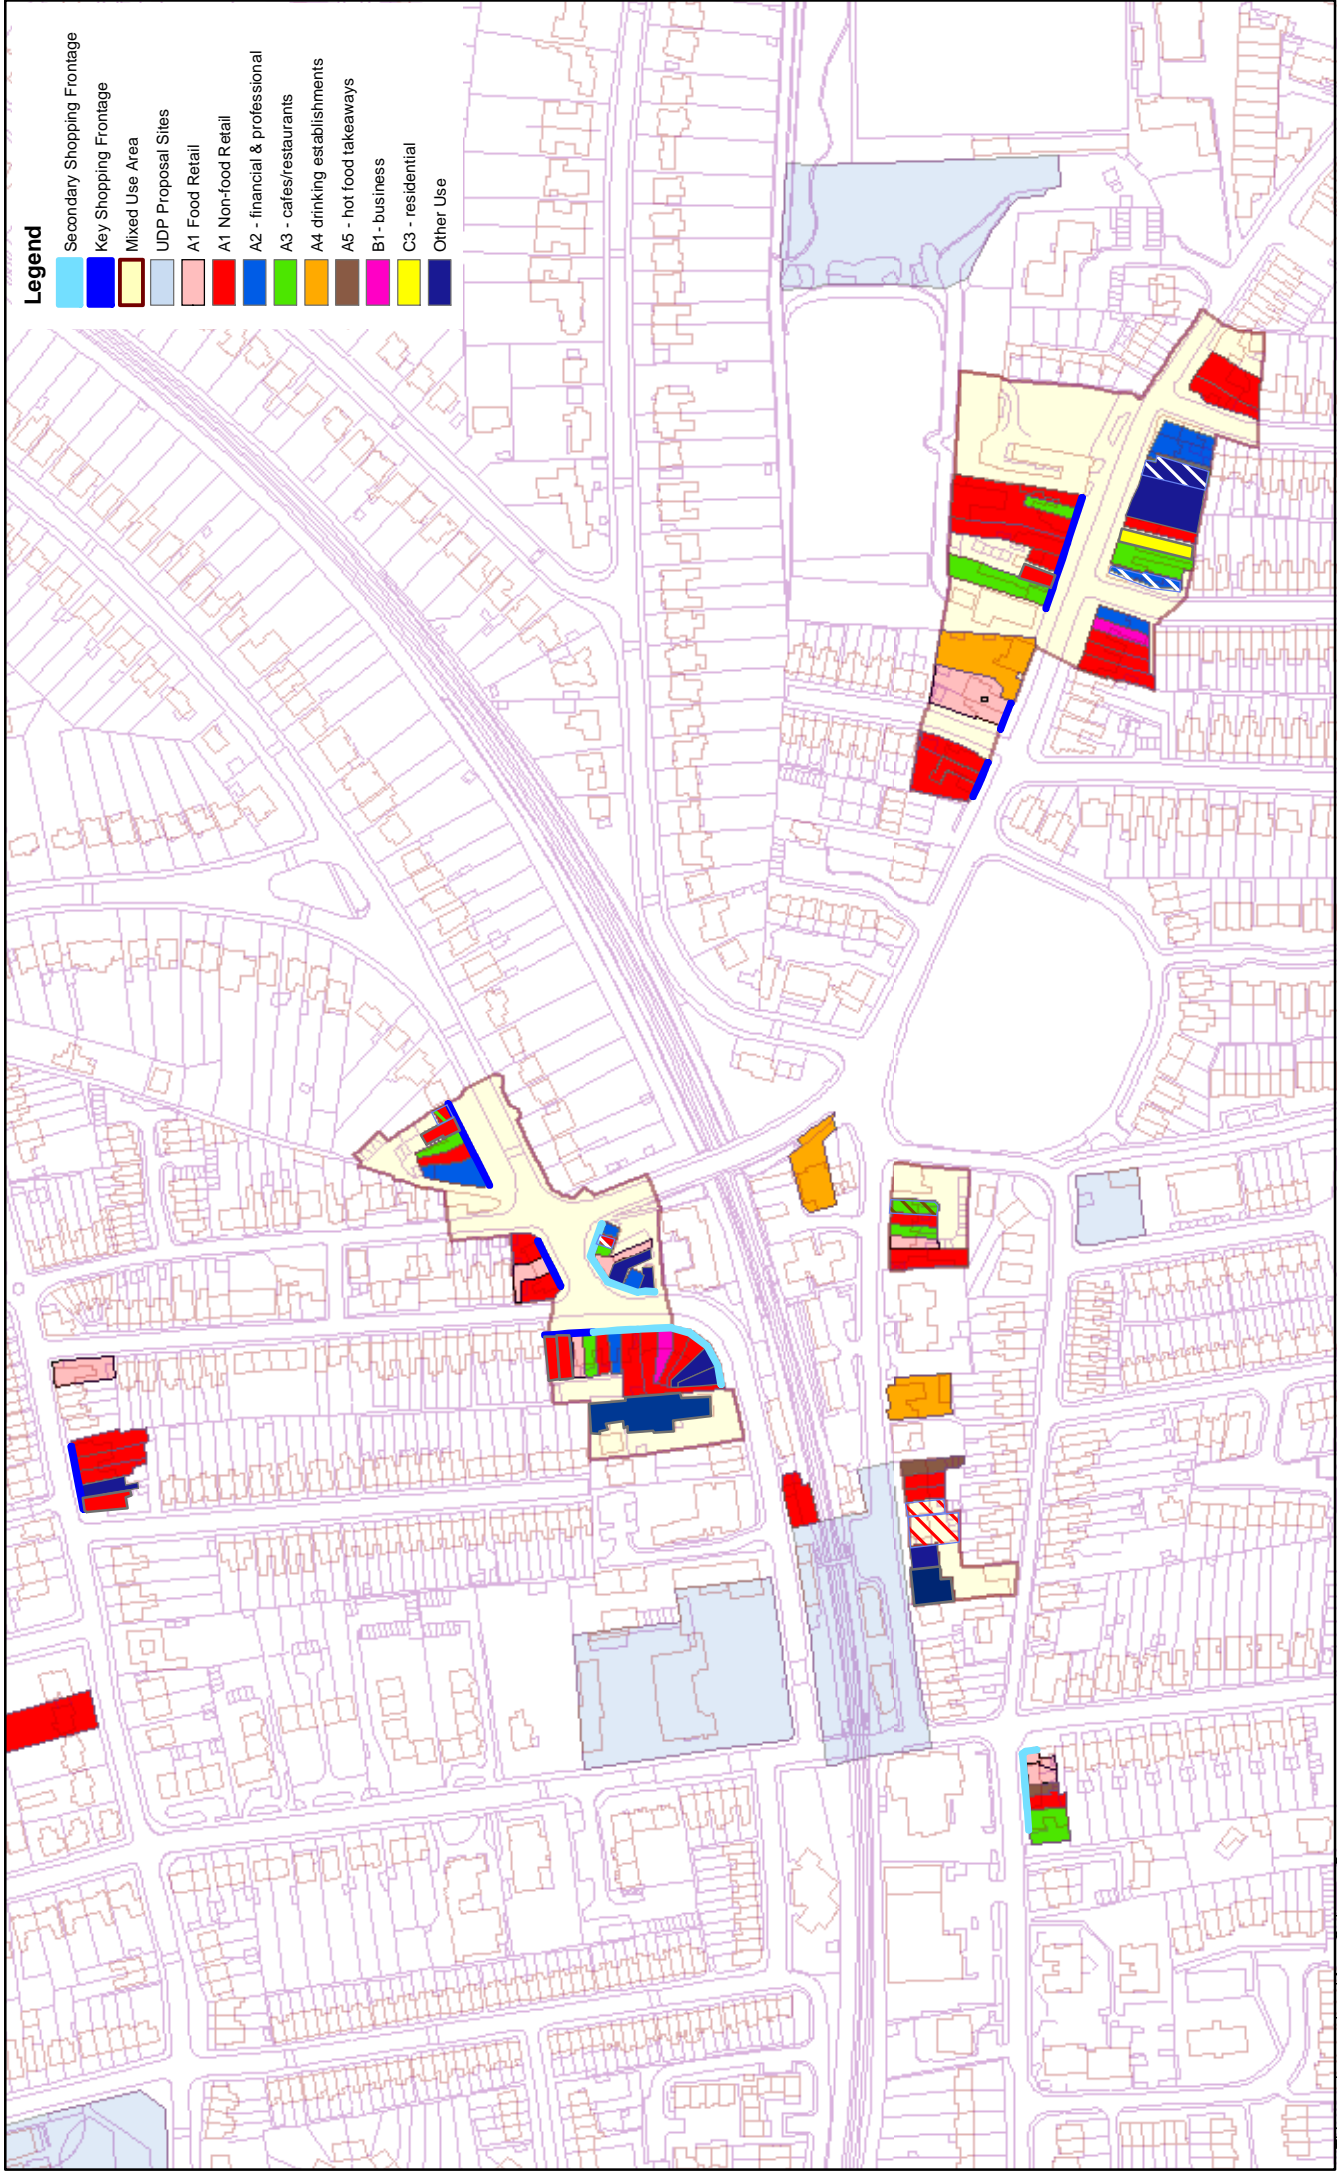 Legend
Secondary Shopping Frontage
Key Shopping Frontage
Mixed Use Area
UDP Proposal Sites
A1 Food Retail
A1 Non-food Retail
A2 - financial & professional
A3 - cafes/restaurants
A4 drinking establishments
A5 - hot food takeaways
B1- business
C3 - residential
Other Use